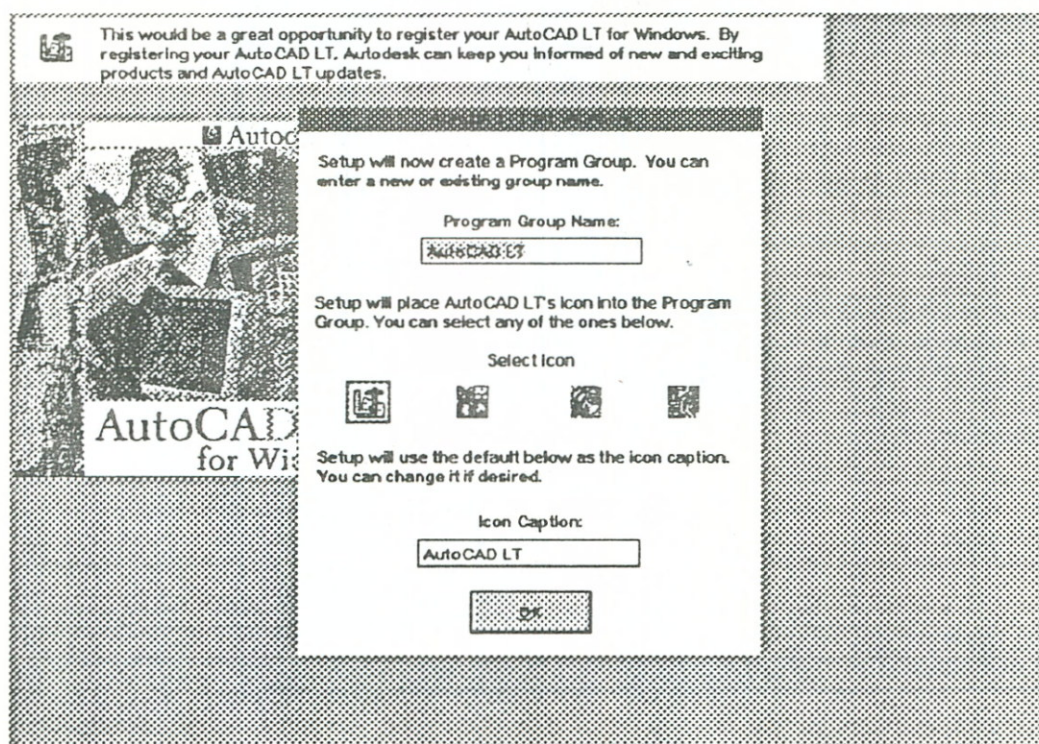 This would be a great opportunity to register your AutoCAD LT for Windows. By
registering your AutoCAD LT, Autodesk can keep you informed of new and exciting
products and AutoCAD LT updates.
Autod
AutoCAD
for Wi
Setup will now create a Program Group. You can
enter a new or existing group name.
Program Group Name:
AutoCAD LT
Setup will place AutoCAD LT's icon into the Program
Group. You can select any of the ones below.
Select Icon
Setup will use the default below as the icon caption.
You can change it if desired.
Icon Caption:
AutoCAD LT
OK